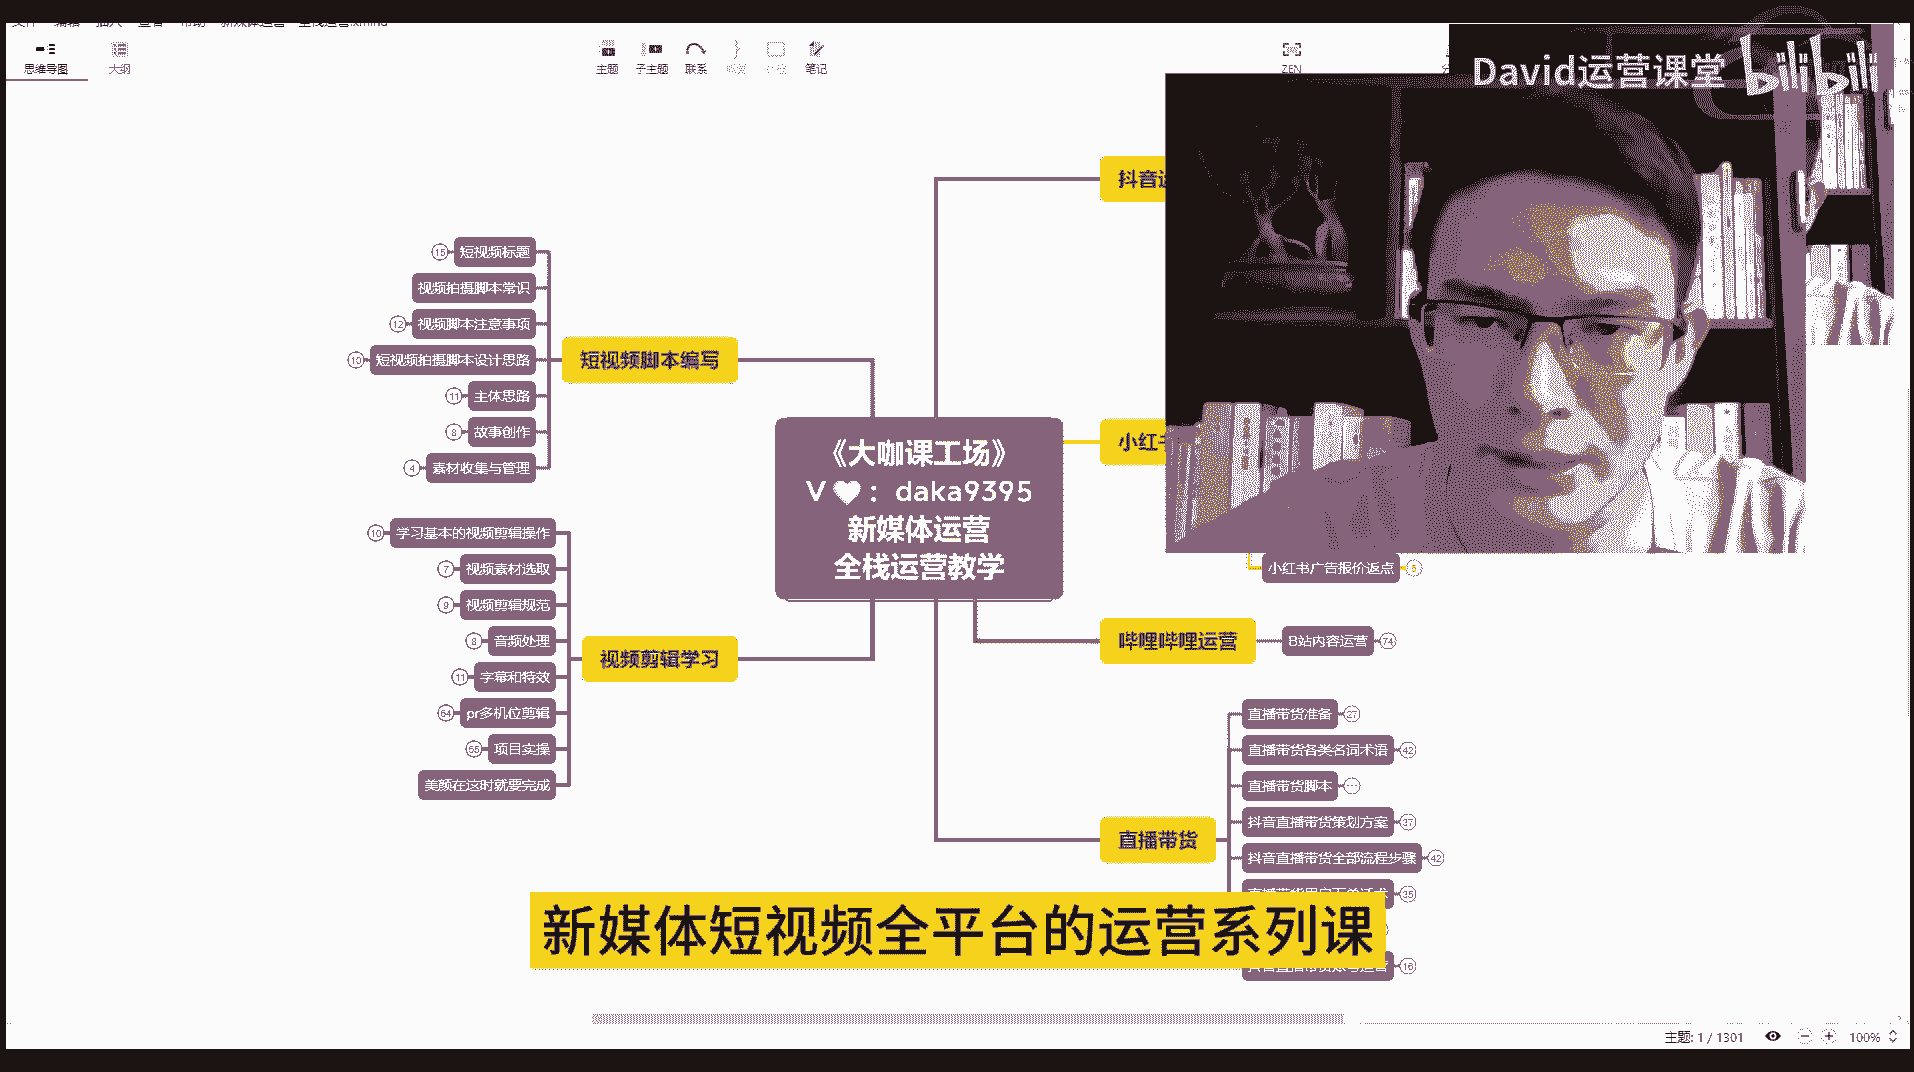 思维导图
大纲
主题
子主题
联系
笔记
ZEN
David运营课堂
bilibili
短视频标题
15
视频拍摄脚本常识
视频脚本注意事项
12
短视频拍摄脚本设计思路
10
主体思路
11
故事创作
8
素材收集与管理
4
短视频脚本编写
学习基本的视频剪辑操作
10
视频素材选取
7
视频剪辑规范
9
音频处理
8
字幕和特效
11
pr多机位剪辑
64
项目实操
55
美颜在这时就要完成
视频剪辑学习
《大咖课工场》
V : daka9395
新媒体运营
全栈运营教学
抖音
小红
小红书广告报价返点
哔哩哔哩运营
B站内容运营
74
直播带货
直播带货准备
27
直播带货各类名词术语
42
直播带货脚本
抖音直播带货策划方案
37
抖音直播带货全部流程步骤
42
35
16
新媒体短视频全平台的运营系列课
主题: 1 / 1301
100%